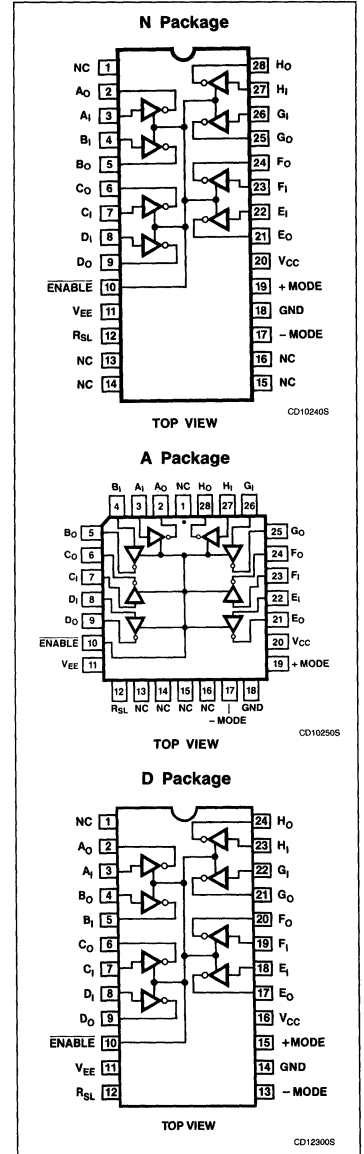 N Package
NC 1
AO 2
AI 3
BI 4
BO 5
CO 6
CI 7
DI 8
DO 9
ENABLE 10
VEE 11
RSL 12
NC 13
NC 14
28 HO
27 HI
26 GI
25 GO
24 FO
23 FI
22 EI
21 EO
20 VCC
19 + MODE
18 GND
17 − MODE
16 NC
15 NC
CD10240S
TOP VIEW
A Package
BI AI AO NC HO HI GI
4 3 2 1 28 27 26
BO 5
CO 6
CI 7
DI 8
DO 9
ENABLE 10
VEE 11
25 GO
24 FO
23 FI
22 EI
21 EO
20 VCC
19 + MODE
12 13 14 15 16 17 18
RSL NC NC NC NC | GND
− MODE
CD10250S
TOP VIEW
D Package
NC 1
AO 2
AI 3
BO 4
BI 5
CO 6
CI 7
DI 8
DO 9
ENABLE 10
VEE 11
RSL 12
24 HO
23 HI
22 GI
21 GO
20 FO
19 FI
18 EI
17 EO
16 VCC
15 +MODE
14 GND
13 − MODE
TOP VIEW
CD12300S